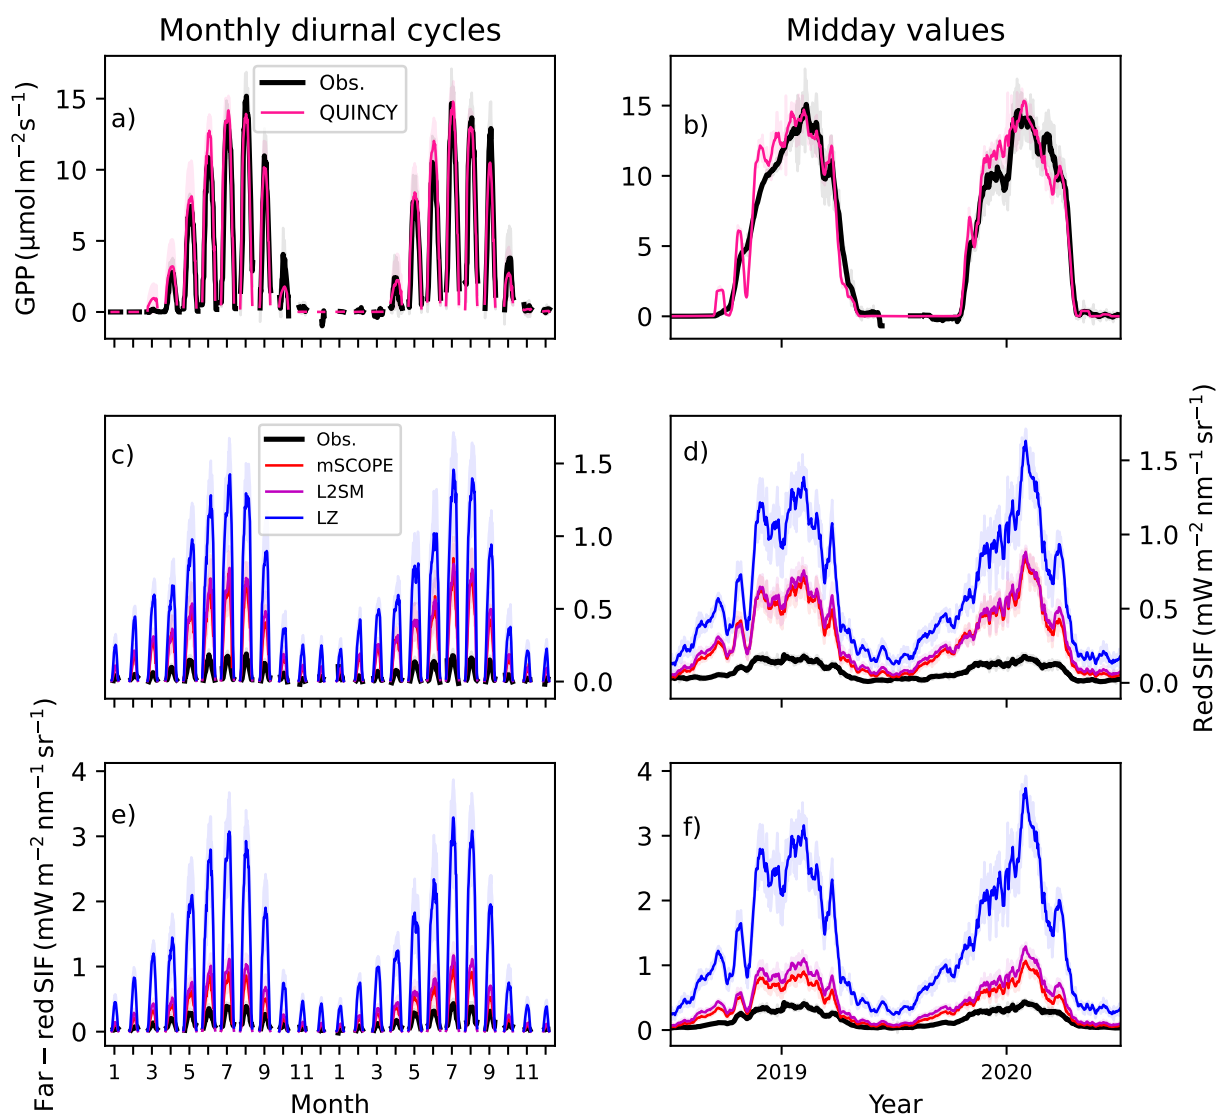 Monthly diurnal cycles
Midday values
GPP (µmol m⁻²s⁻¹)
15
10
5
0
a)
Obs.
QUINCY
15
10
5
0
b)
c)
Obs.
mSCOPE
L2SM
LZ
1.5
1.0
0.5
0.0
d)
1.5
1.0
0.5
0.0
Red SIF (mW m⁻² nm⁻¹ sr⁻¹)
Far − red SIF (mW m⁻² nm⁻¹ sr⁻¹)
4
3
2
1
0
e)
1 3 5 7 9 11 1 3 5 7 9 11
Month
4
3
2
1
0
f)
2019 2020
Year